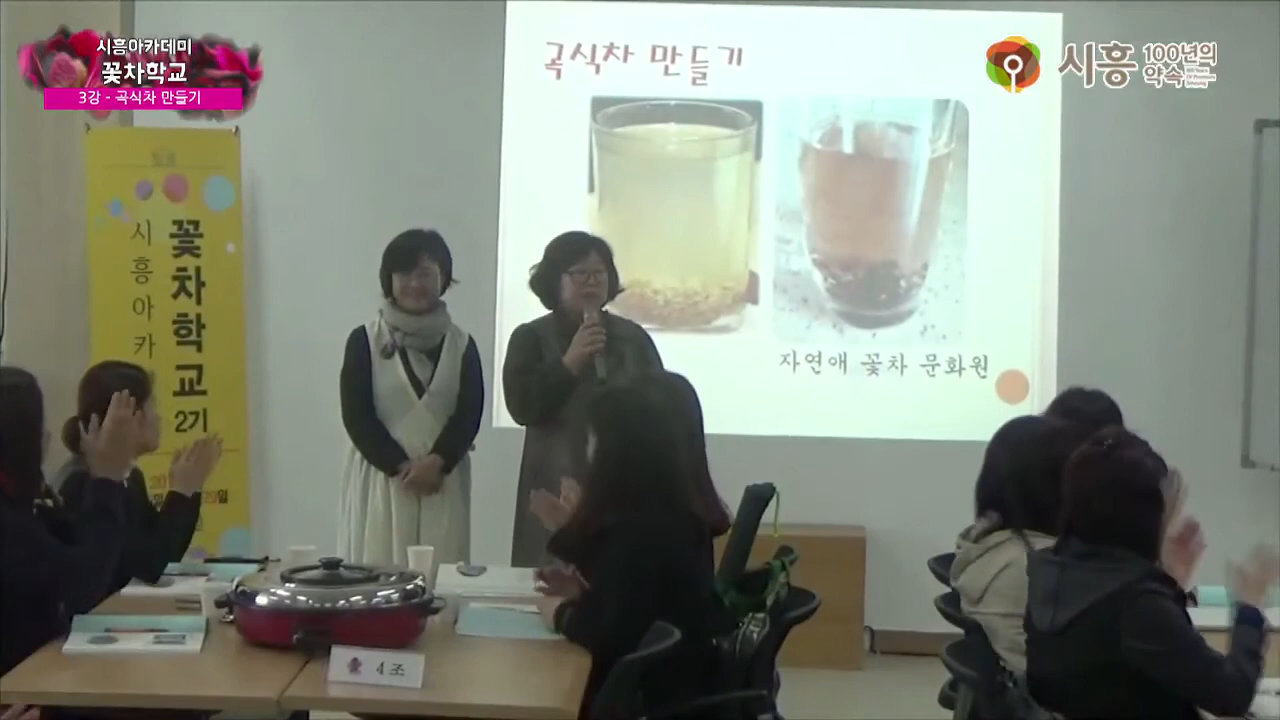 시흥아카데미
꽃차학교
3강 - 곡식차 만들기
곡식차 만들기
시흥 100년의
약속
자연애 꽃차 문화원
시흥아카
꽃차학교
2기
4조